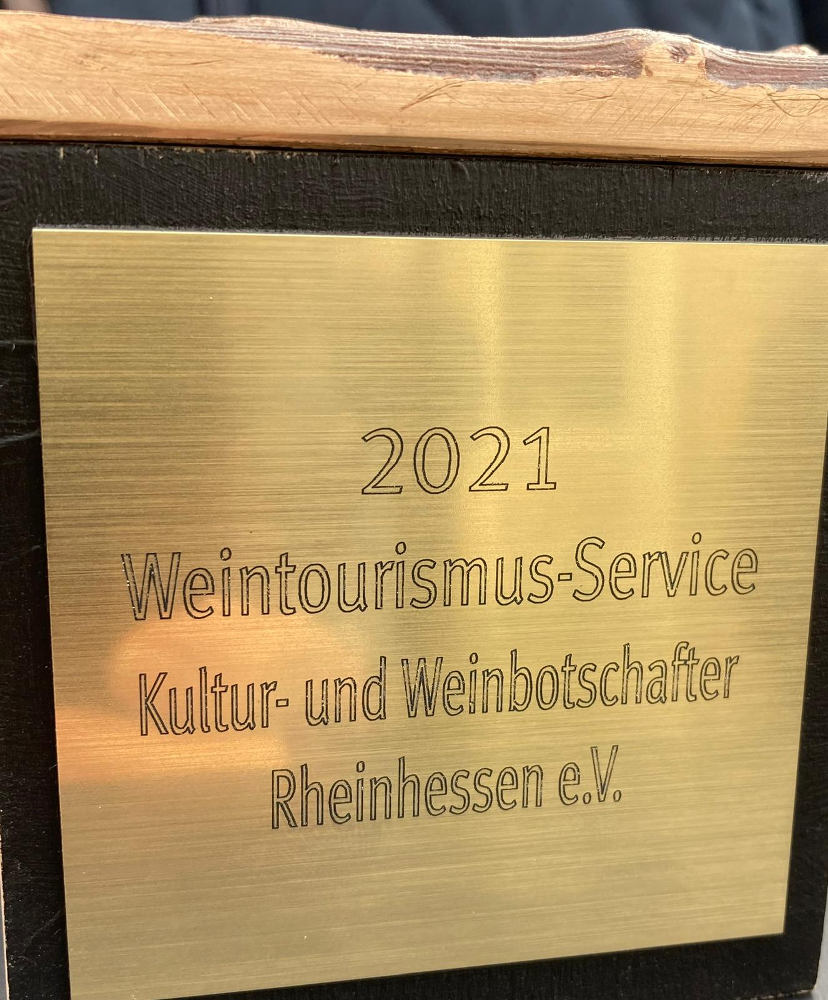 2021
Weintourismus-Service
Kultur- und Weinbotschafter
Rheinhessen e.V.